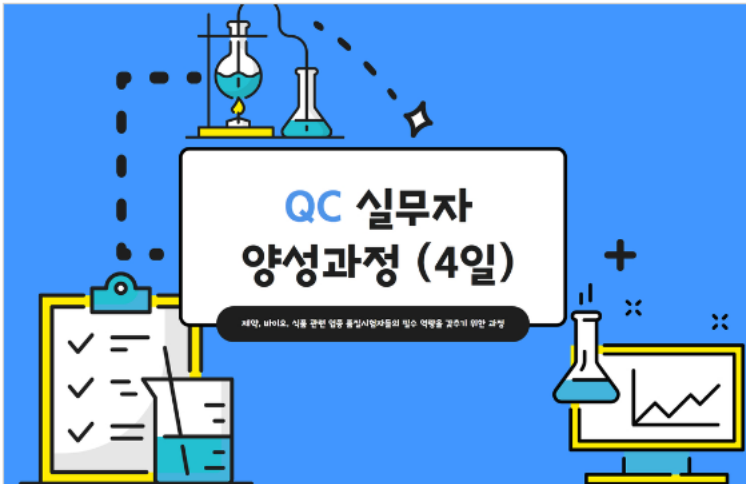 QC 실무자
양성과정 (4일)
제약, 바이오, 식품 관련 업종 품질시험자들의 필수 역량을 갖추기 위한 과정